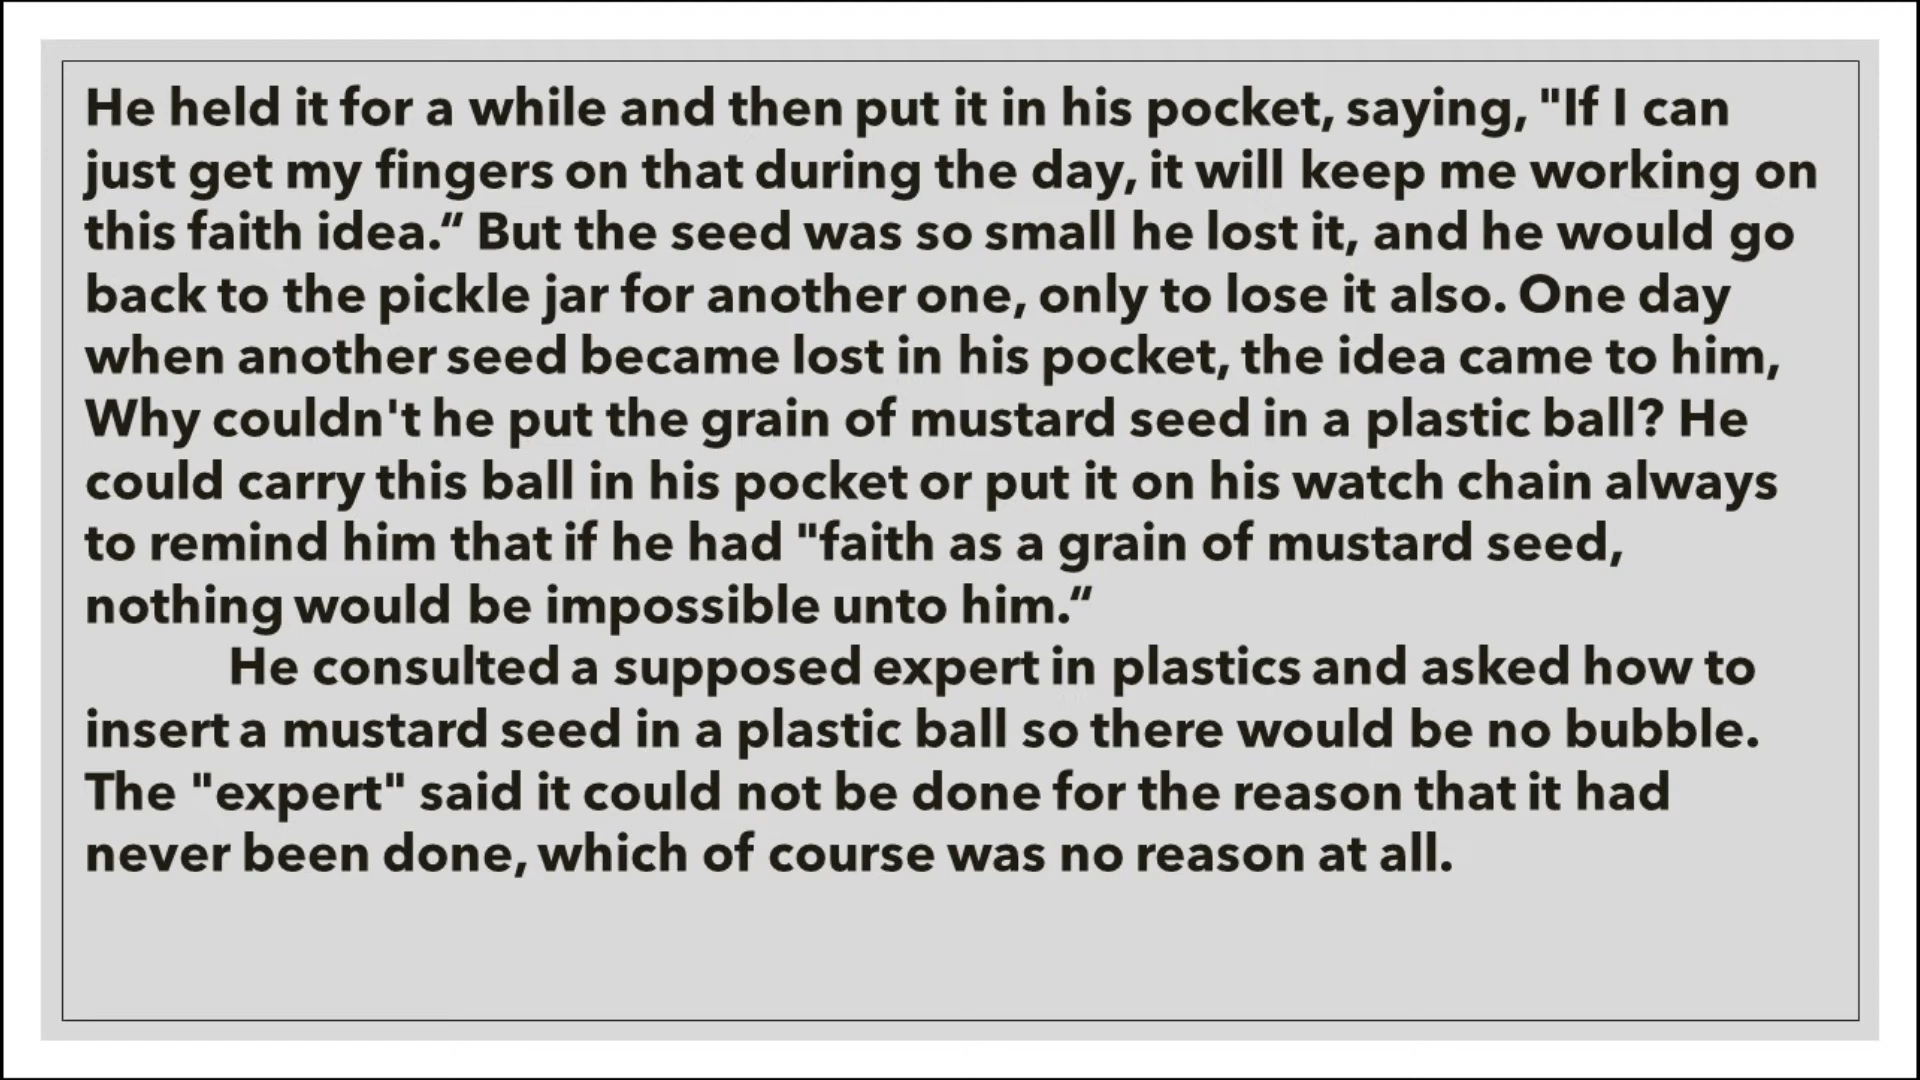 He held it for a while and then put it in his pocket, saying, "If I can
just get my fingers on that during the day, it will keep me working on
this faith idea.“ But the seed was so small he lost it, and he would go
back to the pickle jar for another one, only to lose it also. One day
when another seed became lost in his pocket, the idea came to him,
Why couldn't he put the grain of mustard seed in a plastic ball? He
could carry this ball in his pocket or put it on his watch chain always
to remind him that if he had "faith as a grain of mustard seed,
nothing would be impossible unto him.“
He consulted a supposed expert in plastics and asked how to
insert a mustard seed in a plastic ball so there would be no bubble.
The "expert" said it could not be done for the reason that it had
never been done, which of course was no reason at all.